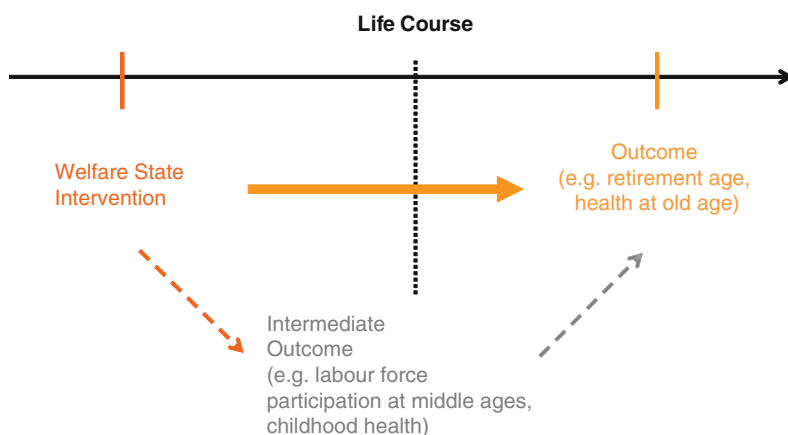 Life Course
Welfare State
Intervention
Outcome
(e.g. retirement age,
health at old age)
Intermediate
Outcome
(e.g. labour force
participation at middle ages,
childhood health)